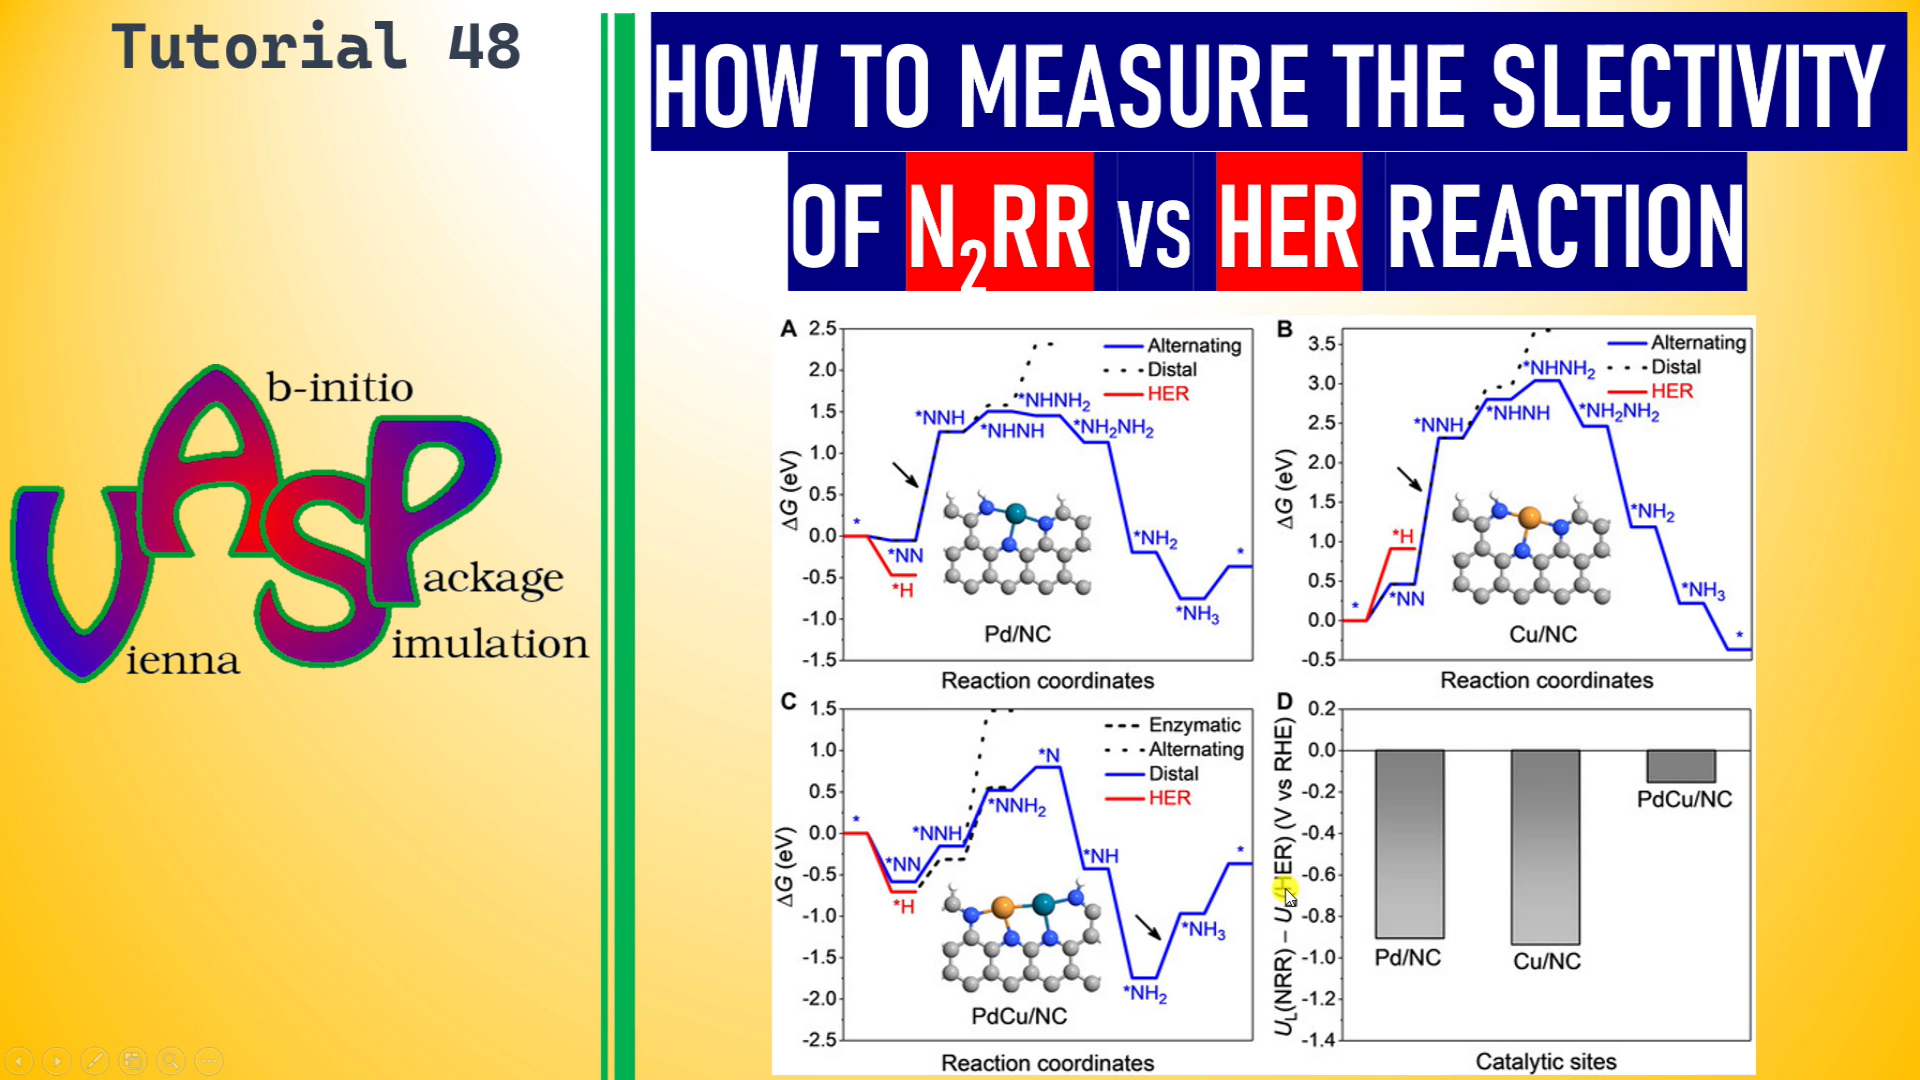 Tutorial 48
HOW TO MEASURE THE SLECTIVITY
OF N₂RR VS HER REACTION
VASP
b-initio
ackage
imulation
ienna
A
2.5
2.0
1.5
1.0
0.5
0.0
-0.5
-1.0
-1.5
ΔG (eV)
Alternating
Distal
HER
*
*NN
*H
*NNH
*NHNH
*NHNH₂
*NH₂NH₂
*NH₂
*NH₃
*
Pd/NC
Reaction coordinates
B
3.5
3.0
2.5
2.0
1.5
1.0
0.5
0.0
-0.5
ΔG (eV)
Alternating
Distal
HER
*
*H
*NN
*NNH
*NHNH
*NHNH₂
*NH₂NH₂
*NH₂
*NH₃
*
Cu/NC
Reaction coordinates
C
1.5
1.0
0.5
0.0
-0.5
-1.0
-1.5
-2.0
-2.5
ΔG (eV)
Enzymatic
Alternating
Distal
HER
*
*NN
*H
*NNH
*NNH₂
*N
*NH
*NH₂
*NH₃
*
PdCu/NC
Reaction coordinates
D
0.2
0.0
-0.2
-0.4
-0.6
-0.8
-1.0
-1.2
-1.4
U_L(NRR) – U (HER) (V vs RHE)
Pd/NC
Cu/NC
PdCu/NC
Catalytic sites